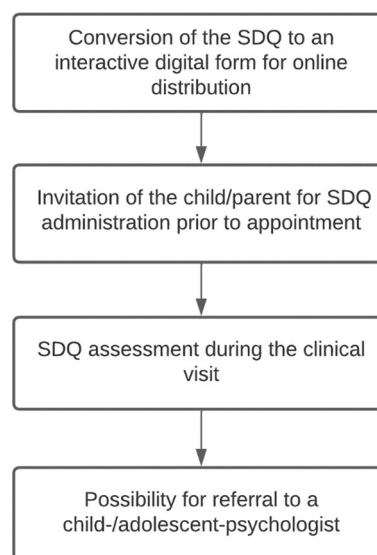 Conversion of the SDQ to an
interactive digital form for online
distribution
Invitation of the child/parent for SDQ
administration prior to appointment
SDQ assessment during the clinical
visit
Possibility for referral to a
child-/adolescent-psychologist